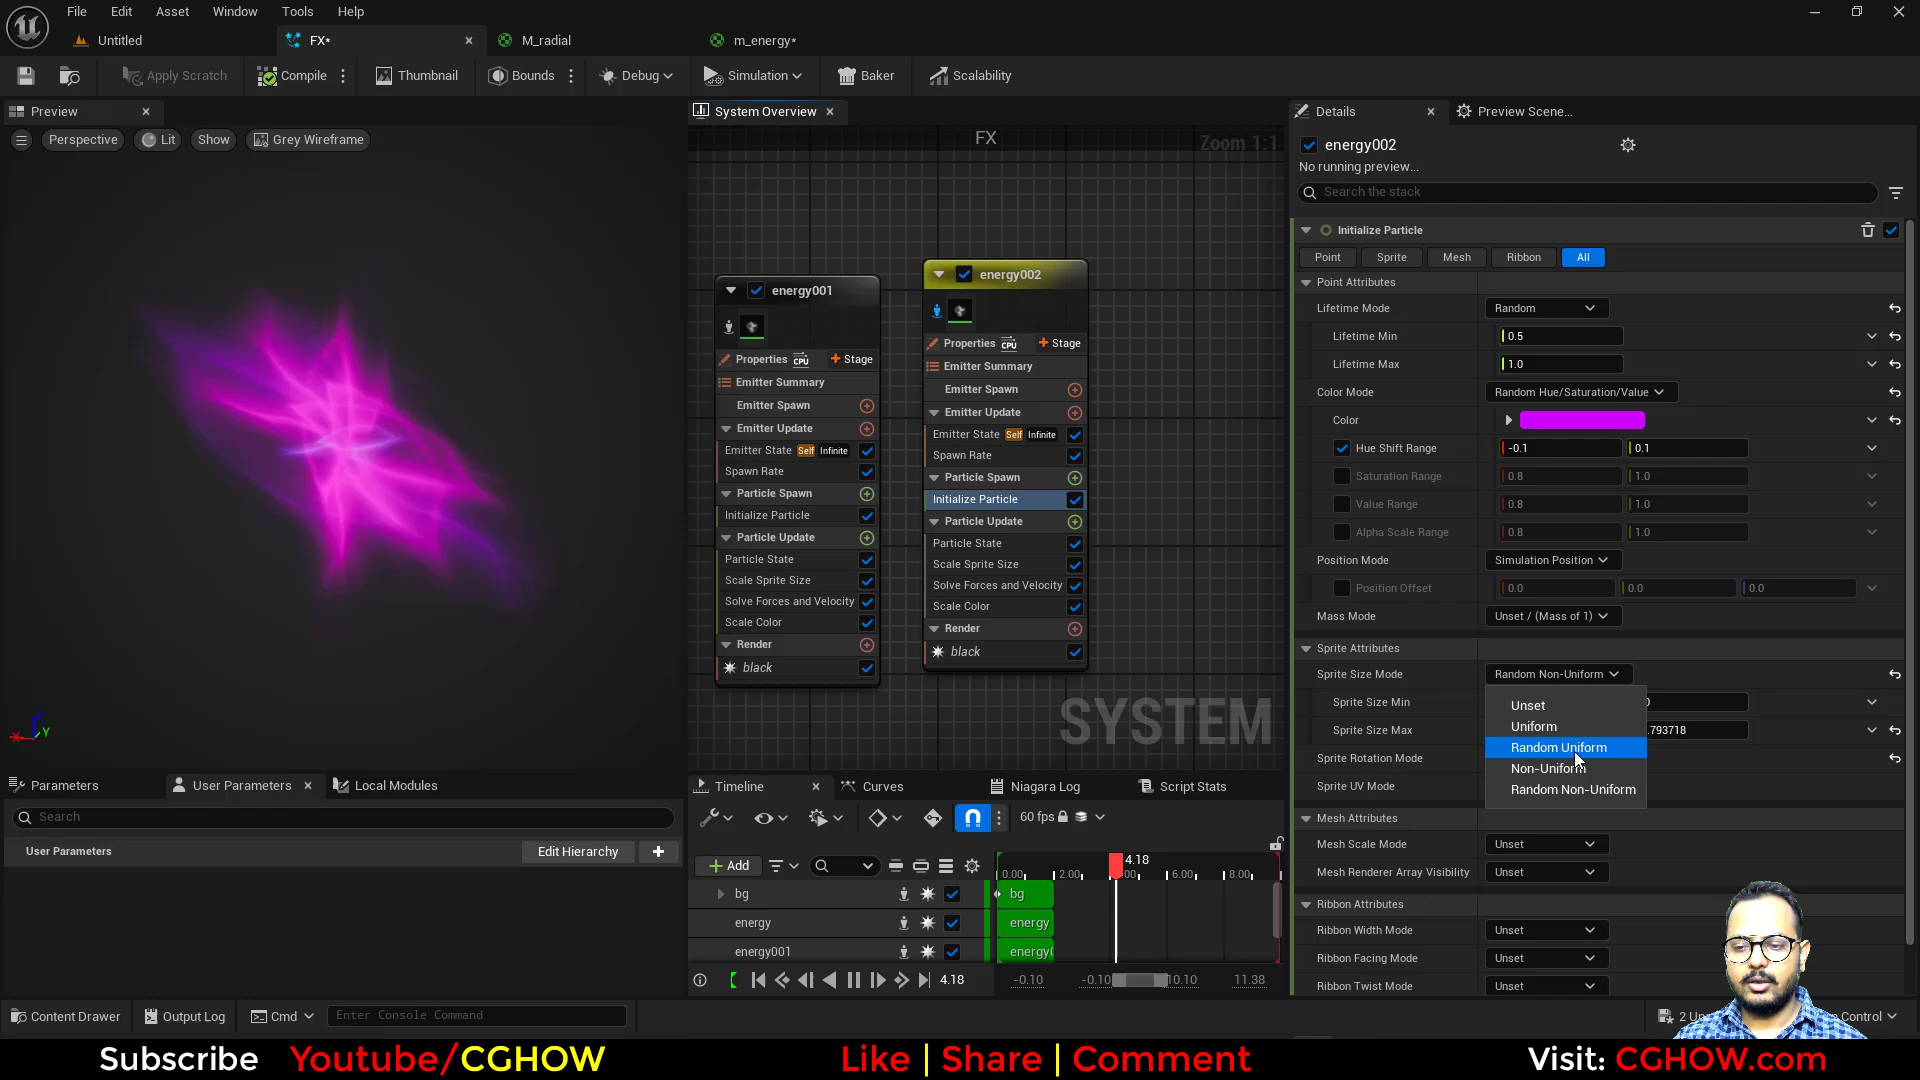 File Edit Asset Window Tools Help
Untitled FX* M_radial m_energy*
Apply Scratch Compile Thumbnail Bounds Debug Simulation Baker Scalability
Preview
Perspective Lit Show Grey Wireframe
System Overview
FX
Zoom 1:1
energy001
Properties CPU Stage
Emitter Summary
Emitter Spawn
Emitter Update
Emitter State Self Infinite
Spawn Rate
Particle Spawn
Initialize Particle
Particle Update
Particle State
Scale Sprite Size
Solve Forces and Velocity
Scale Color
Render
black
energy002
Properties CPU Stage
Emitter Summary
Emitter Spawn
Emitter Update
Emitter State Self Infinite
Spawn Rate
Particle Spawn
Initialize Particle
Particle Update
Particle State
Scale Sprite Size
Solve Forces and Velocity
Scale Color
Render
black
SYSTEM
Details Preview Scene...
energy002
No running preview...
Search the stack
Initialize Particle
Point Sprite Mesh Ribbon All
Point Attributes
Lifetime Mode Random
Lifetime Min 0.5
Lifetime Max 1.0
Color Mode Random Hue/Saturation/Value
Color
Hue Shift Range -0.1 0.1
Saturation Range 0.8 1.0
Value Range 0.8 1.0
Alpha Scale Range 0.8 1.0
Position Mode Simulation Position
Position Offset 0.0 0.0 0.0
Mass Mode Unset / (Mass of 1)
Sprite Attributes
Sprite Size Mode Random Non-Uniform
Sprite Size Min
Sprite Size Max .793718
Sprite Rotation Mode
Sprite UV Mode
Unset
Uniform
Random Uniform
Non-Uniform
Random Non-Uniform
Mesh Attributes
Mesh Scale Mode Unset
Mesh Renderer Array Visibility Unset
Ribbon Attributes
Ribbon Width Mode Unset
Ribbon Facing Mode Unset
Ribbon Twist Mode Unset
X Y
Parameters User Parameters Local Modules
Search
User Parameters Edit Hierarchy
Timeline Curves Niagara Log Script Stats
60 fps
Add
4.18
0.00 2.00 6.00 8.00
bg bg
energy energy
energy001
4.18 -0.10 -0.10 10.10 11.38
Content Drawer Output Log Cmd Enter Console Command
Control
Subscribe Youtube/CGHOW Like | Share | Comment Visit: CGHOW.com